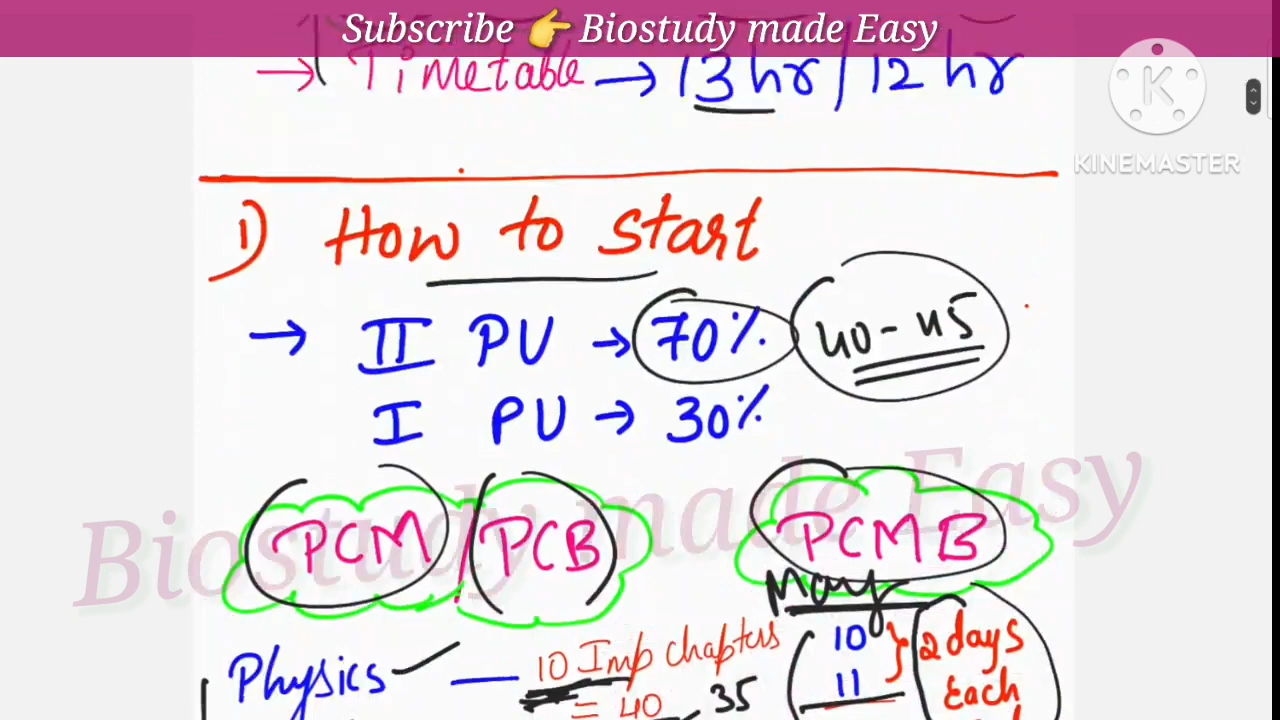 Subscribe 👉 Biostudy made Easy
→ Timetable → 13 hr / 12 hr
K
KINEMASTER
1) How to start
→ II PU → 70% 40-45
I PU → 30%
PCM / PCB PCMB
Biostudy made Easy
May
Physics — 10 Imp chapters 10 } 2 days
= 40 35 11 Each